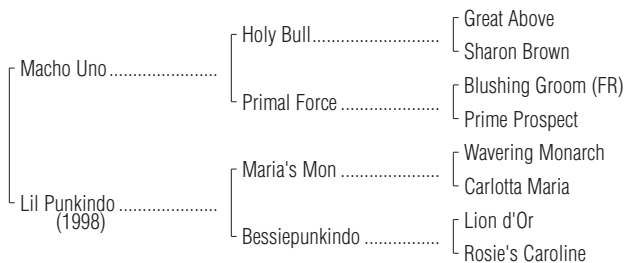 Great Above
Holy Bull
Sharon Brown
Macho Uno
Blushing Groom (FR)
Primal Force
Prime Prospect
Wavering Monarch
Maria's Mon
Carlotta Maria
Lil Punkindo
(1998)
Lion d'Or
Bessiepunkindo
Rosie's Caroline